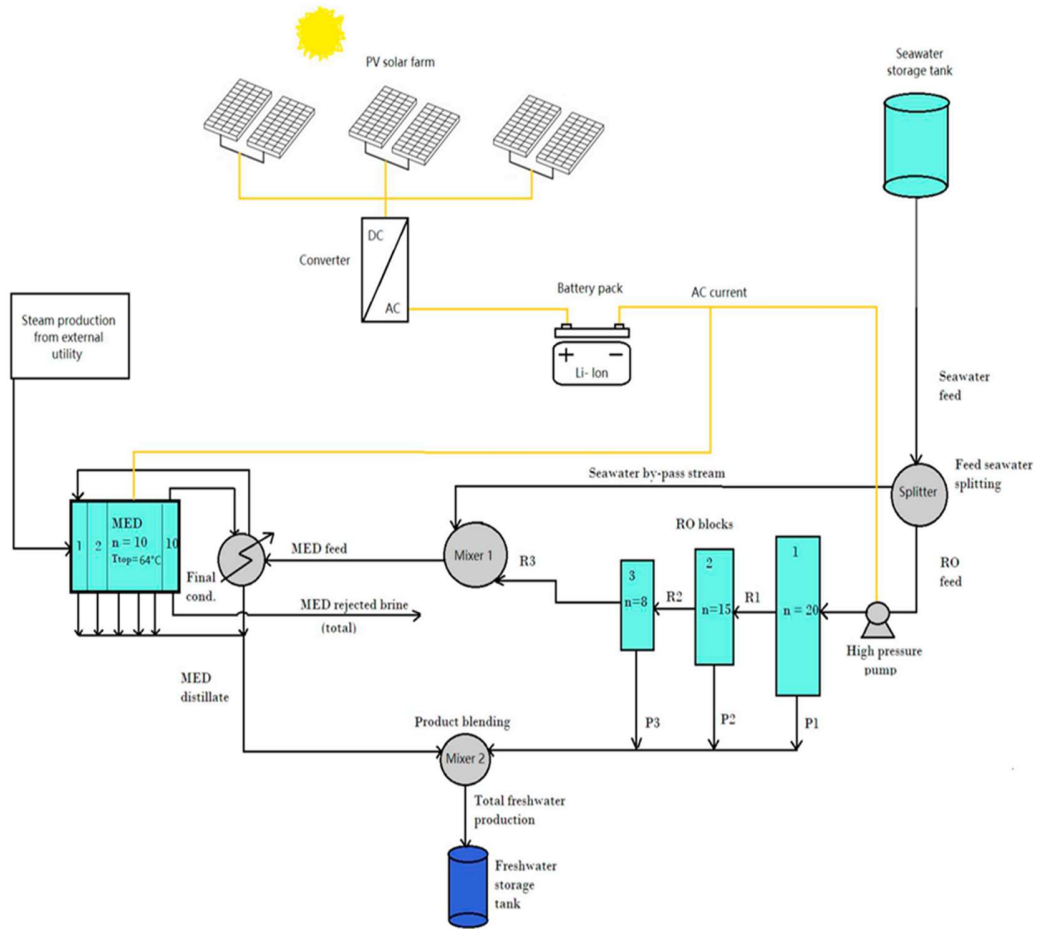 PV solar farm
Seawater
storage tank
DC
Converter
AC
Battery pack
AC current
Li- Ion
Steam production
from external
utility
Seawater
feed
Seawater by-pass stream
Splitter
Feed seawater
splitting
RO blocks
MED
1
2
n = 10
10
Ttop=64°C
Final
cond.
MED feed
Mixer 1
R3
3
n=8
R2
2
n=15
R1
1
n = 20
RO
feed
High pressure
pump
MED rejected brine
(total)
MED
distillate
P3
P2
P1
Product blending
Mixer 2
Total freshwater
production
Freshwater
storage
tank